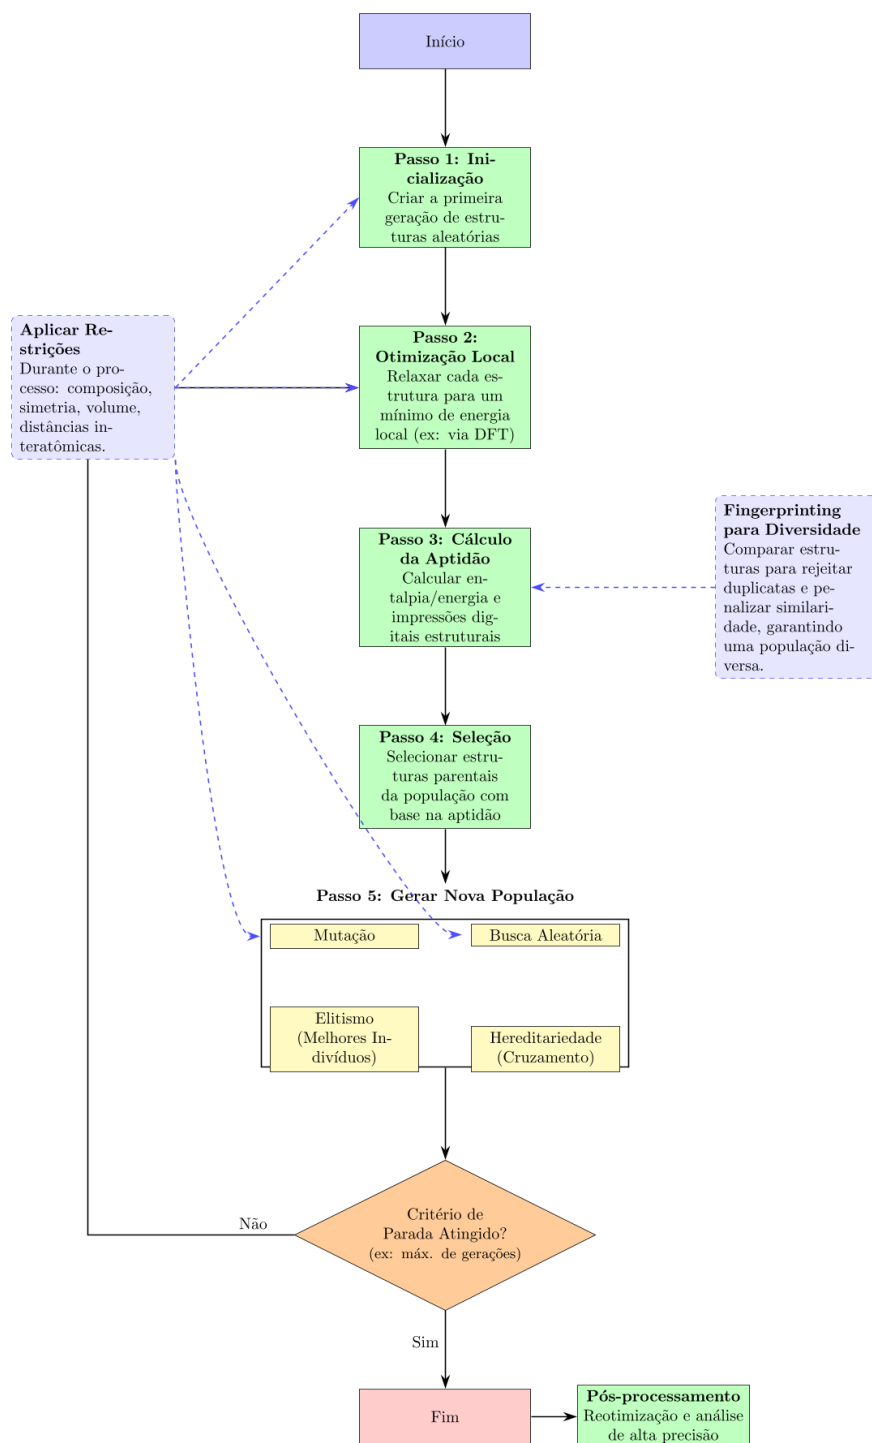 Início
Passo 1: Ini-
cialização
Criar a primeira
geração de estru-
turas aleatórias
Aplicar Re-
strições
Durante o pro-
cesso: composição,
simetria, volume,
distâncias in-
teratômicas.
Passo 2:
Otimização Local
Relaxar cada es-
trutura para um
mínimo de energia
local (ex: via DFT)
Fingerprinting
para Diversidade
Comparar estru-
turas para rejeitar
duplicatas e pe-
nalizar similari-
dade, garantindo
uma população di-
versa.
Passo 3: Cálculo
da Aptidão
Calcular en-
talpia/energia e
impressões dig-
itais estruturais
Passo 4: Seleção
Selecionar estru-
turas parentais
da população com
base na aptidão
Passo 5: Gerar Nova População
Mutação
Busca Aleatória
Elitismo
(Melhores In-
divíduos)
Hereditariedade
(Cruzamento)
Critério de
Parada Atingido?
(ex: máx. de gerações)
Não
Sim
Fim
Pós-processamento
Reotimização e análise
de alta precisão